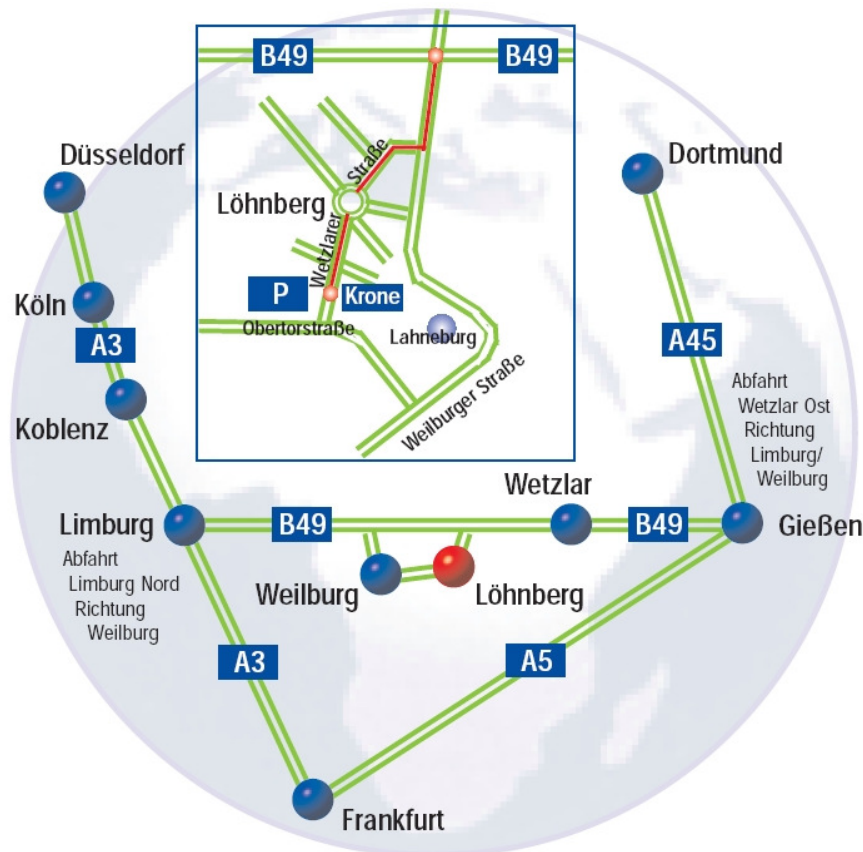 B49
B49
Düsseldorf
Straße
Dortmund
Löhnberg
Wetzlarer
Köln
P
Krone
Obertorstraße
Lahneburg
A3
A45
Weilburger Straße
Koblenz
Abfahrt
Wetzlar Ost
Richtung
Limburg/
Weilburg
Wetzlar
Limburg
B49
B49
Gießen
Abfahrt
Limburg Nord
Richtung
Weilburg
Weilburg
Löhnberg
A3
A5
Frankfurt